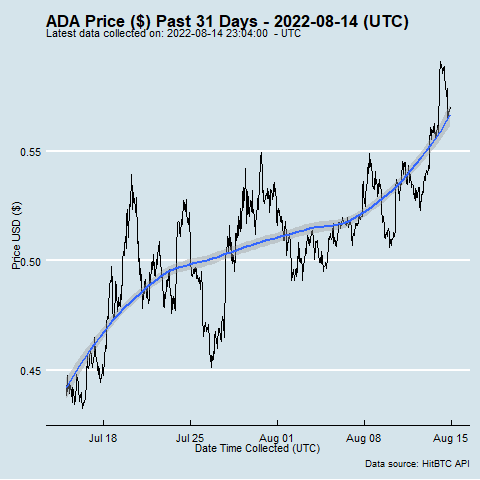 ADA Price ($) Past 31 Days - 2022-08-14 (UTC)
Latest data collected on: 2022-08-14 23:04:00 - UTC
Price USD ($)
0.55
0.50
0.45
Jul 18 Jul 25 Aug 01 Aug 08 Aug 15
Date Time Collected (UTC)
Data source: HitBTC API